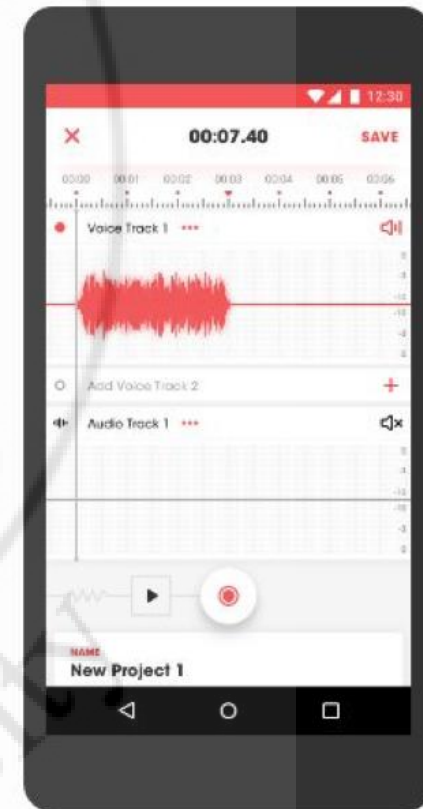 12:30
00:07.40 SAVE
00:00 00:01 00:02 00:03 00:04 00:05 00:06
Voice Track 1
Add Voice Track 2
Audio Track 1
NAME
New Project 1